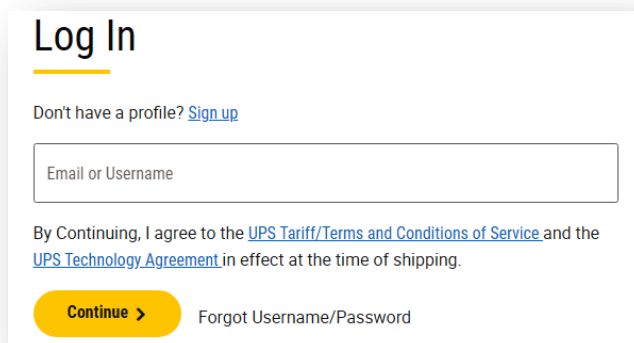 Log In
Don't have a profile? Sign up
Email or Username
By Continuing, I agree to the UPS Tariff/Terms and Conditions of Service and the
UPS Technology Agreement in effect at the time of shipping.
Continue Forgot Username/Password